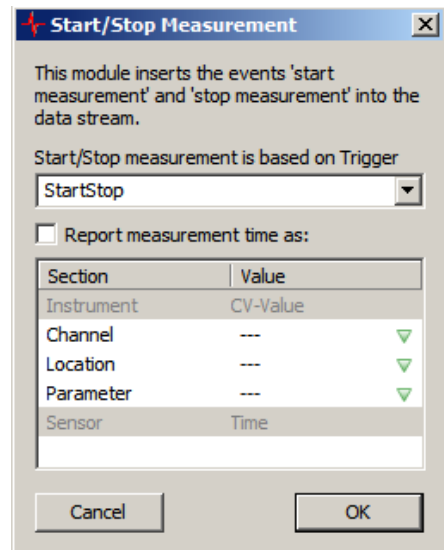 Start/Stop Measurement
This module inserts the events 'start
measurement' and 'stop measurement' into the
data stream.
Start/Stop measurement is based on Trigger
StartStop
Report measurement time as:
Section Value
Instrument CV-Value
Channel ---
Location ---
Parameter ---
Sensor Time
Cancel OK